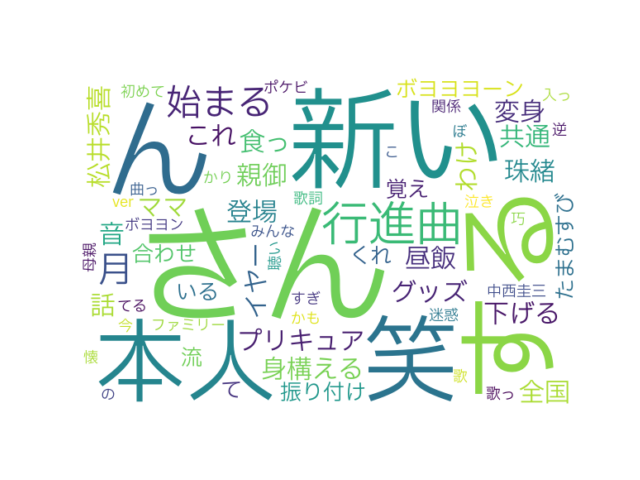 さん
する
新しい
ん
本人
笑
行進曲
始まる
これ
食っ
親御
登場
月
音
ママ
合わせ
いる
話
てる
今
ファミリー
流
て
イヤー
プリキュア
身構える
振り付け
グッズ
昼飯
くれ
覚え
わけ
珠緒
共通
変身
ボヨヨヨーン
ポケビ
初めて
松井秀喜
曲っ
ver
ボヨヨン
母親
かり
歌詞
みんな
聴い
すぎ
かも
懐
の
こ
ぼ
関係
入っ
逆
泣き
巧
たまむすび
中西圭三
下げる
迷惑
歌
歌っ
全国